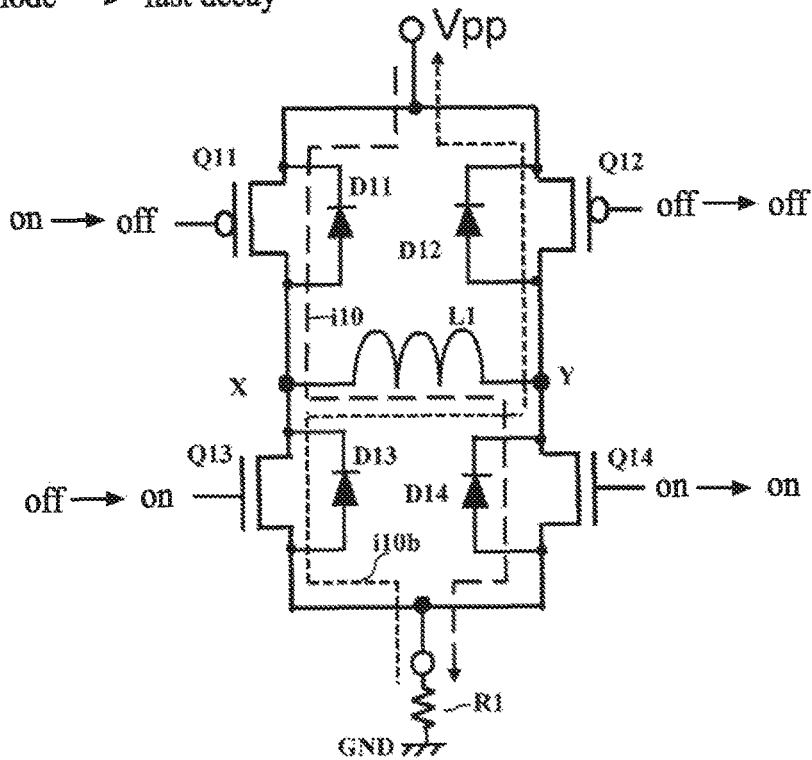 fast decay
Vpp
Q11
Q12
D11
on off
off off
D12
i10
L1
X
Y
Q13
D13
Q14
D14
off on
on on
i10b
R1
GND